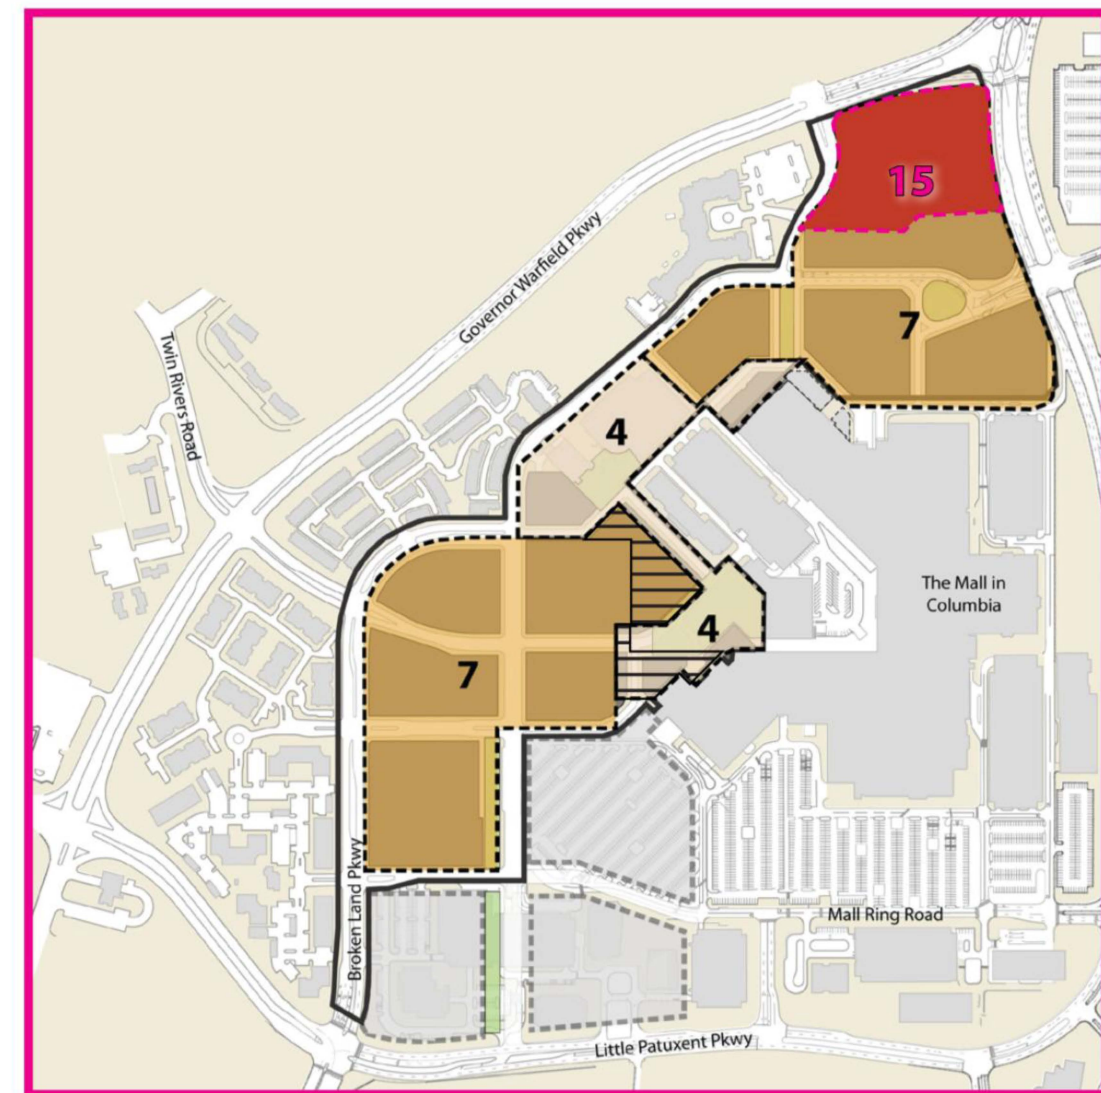 15
Governor Warfield Pkwy
7
Twin Rivers Road
4
The Mall in
Columbia
4
7
Broken Land Pkwy
Mall Ring Road
Little Patuxent Pkwy